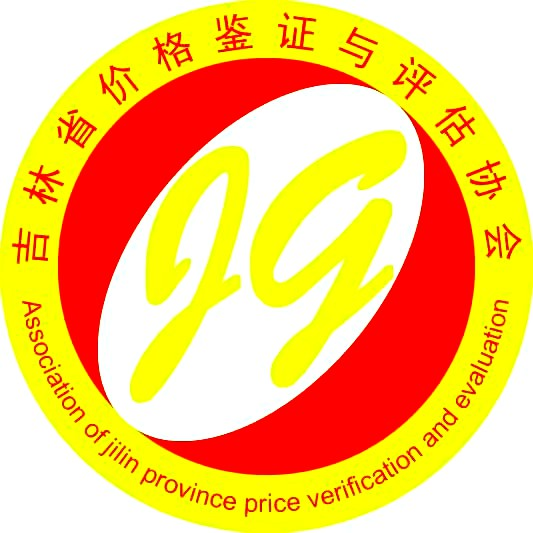 吉林省价格鉴证与评估协会
JG
Association of jilin province price verification and evaluation